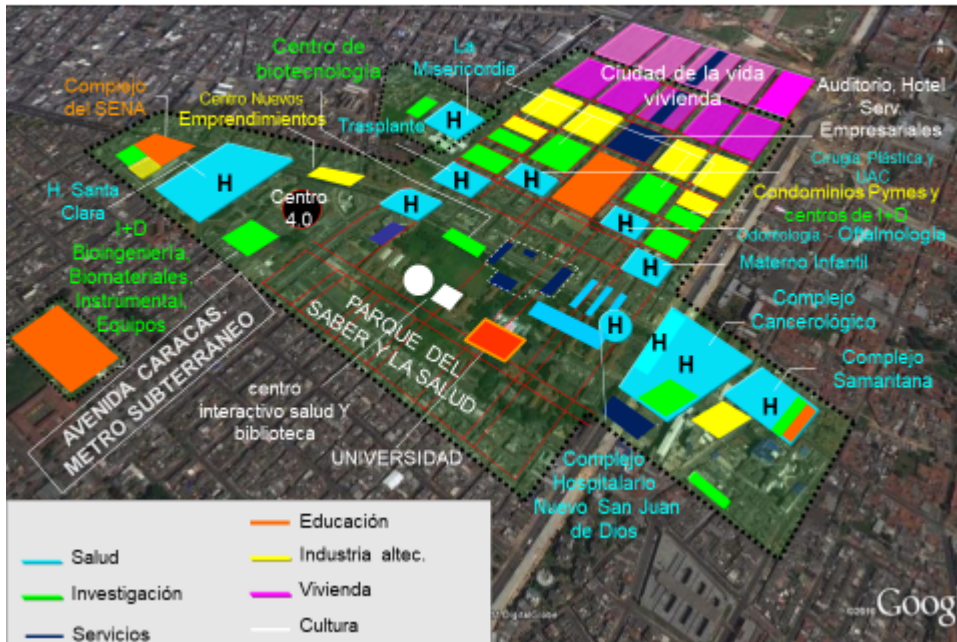 Centro de
biotecnología
La
Misericordia
Ciudad de la vida
vivienda
Auditorio, Hotel
Serv.
Empresariales
Complejo
del SENA
Centro Nuevos
Emprendimientos
Trasplante
Cirugía Plástica y
UAC
Condominios Pymes y
centros de I+D
Odontología - Oftalmología
Materno Infantil
H. Santa
Clara
Centro
4.0
I+D
Bioingeniería,
Biomateriales,
Instrumental,
Equipos
H
H
H
H
H
H
H
H
H
H
H
PARQUE DEL
SABER Y LA SALUD
Complejo
Cancerológico
Complejo
Samaritana
AVENIDA CARACAS.
METRO SUBTERRÁNEO
centro
interactivo salud Y
biblioteca
UNIVERSIDAD
Complejo
Hospitalario
Nuevo San Juan
de Dios
Salud
Investigación
Servicios
Educación
Industria altec.
Vivienda
Cultura
DigitalGlobe
©2010 Goog